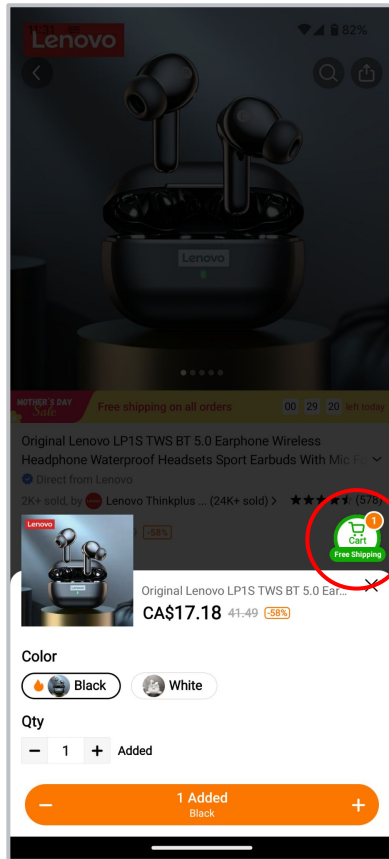 Lenovo
82%
Lenovo
MOTHER'S DAY
Sale
Free shipping on all orders
00 29 20 left today
Original Lenovo LP1S TWS BT 5.0 Earphone Wireless
Headphone Waterproof Headsets Sport Earbuds With Mic Fo
Direct from Lenovo
2K+ sold, by Lenovo Thinkplus ... (24K+ sold) > (578)
-58%
1
Cart
Free Shipping
Lenovo
Original Lenovo LP1S TWS BT 5.0 Ear...
CA$17.18 41.49 -58%
Color
Black White
Qty
− 1 + Added
− 1 Added +
Black